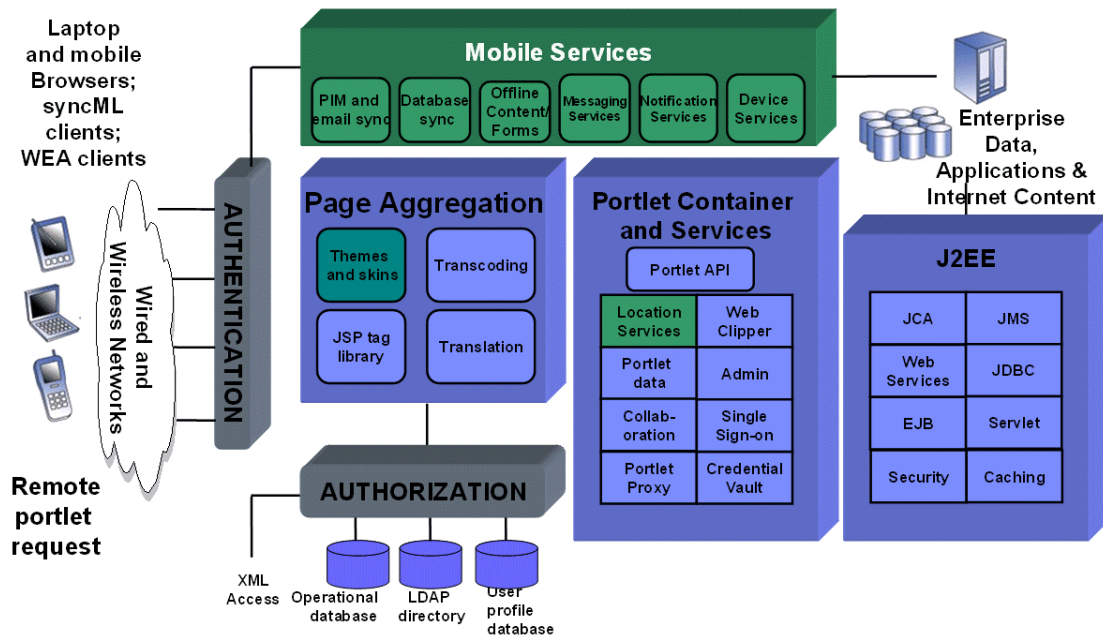 Laptop
and mobile
Browsers;
syncML
clients;
WEA clients
Mobile Services
PIM and
email sync
Database
sync
Offline
Content/
Forms
Messaging
Services
Notification
Services
Device
Services
Enterprise
Data,
Applications &
Internet Content
Wired and
Wireless Networks
AUTHENTICATION
Page Aggregation
Themes
and skins
Transcoding
JSP tag
library
Translation
Portlet Container
and Services
Portlet API
Location
Services
Web
Clipper
Portlet
data
Admin
Collab-
oration
Single
Sign-on
Portlet
Proxy
Credential
Vault
J2EE
JCA
JMS
Web
Services
JDBC
EJB
Servlet
Security
Caching
Remote
portlet
request
AUTHORIZATION
XML
Access
Operational
database
LDAP
directory
User
profile
database